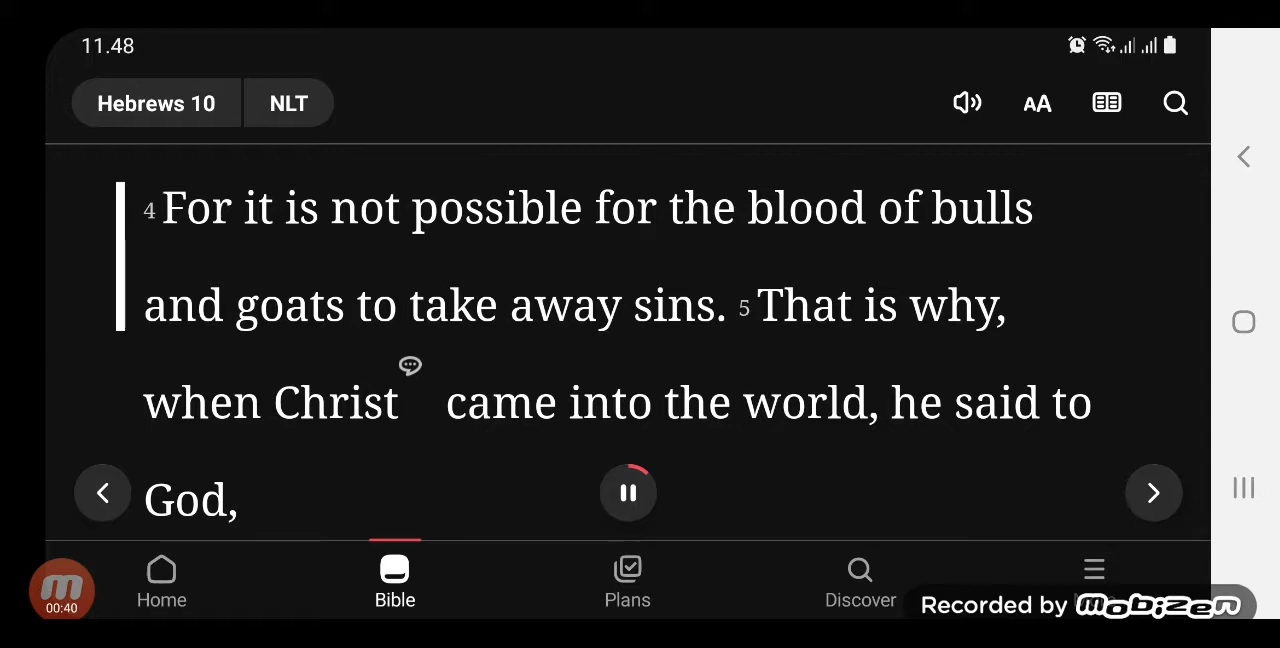 11.48
Hebrews 10 NLT
AA
4 For it is not possible for the blood of bulls
and goats to take away sins. 5 That is why,
when Christ came into the world, he said to
God,
00:40
Home Bible Plans Discover
Recorded by mobizen